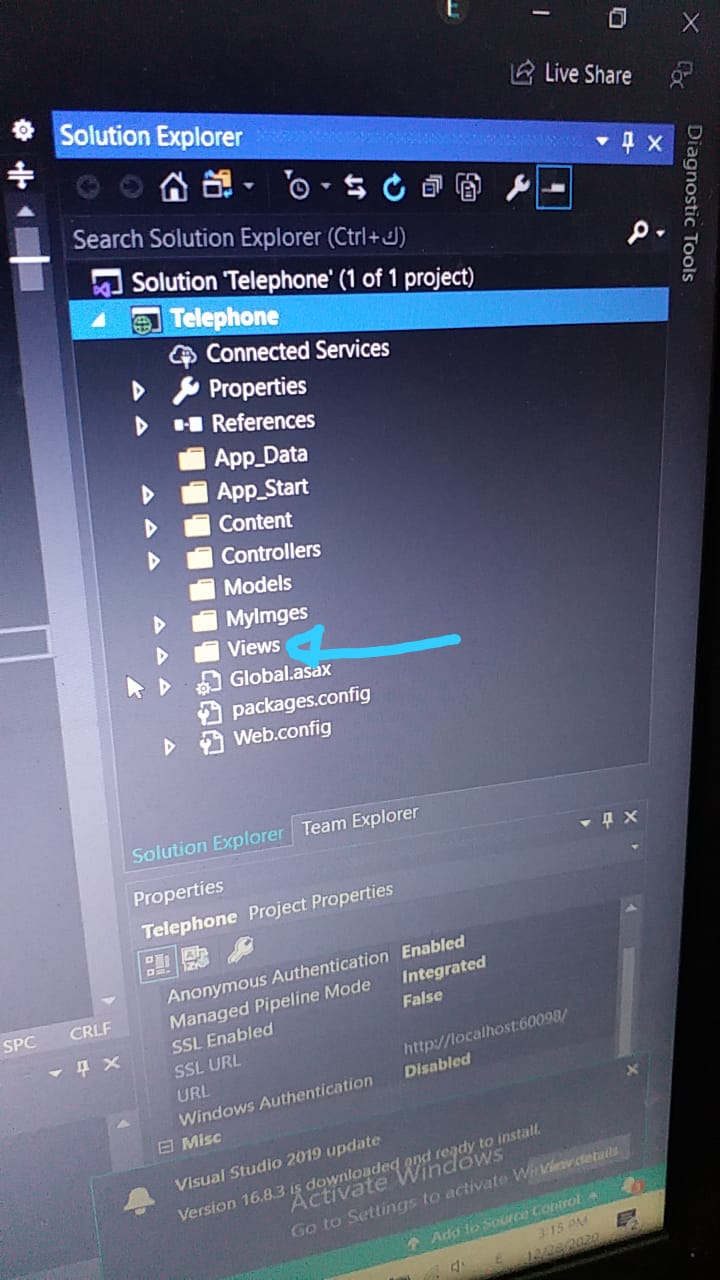 E
Live Share
Solution Explorer
Diagnostic Tools
Search Solution Explorer (Ctrl+ك)
Solution 'Telephone' (1 of 1 project)
Telephone
Connected Services
Properties
References
App_Data
App_Start
Content
Controllers
Models
MyImges
Views
Global.asax
packages.config
Web.config
Solution Explorer Team Explorer
Properties
Telephone Project Properties
Anonymous Authentication Enabled
Managed Pipeline Mode Integrated
SSL Enabled False
SSL URL
URL http://localhost:60098/
Windows Authentication Disabled
Misc
SPC CRLF
Visual Studio 2019 update
Version 16.8.3 is downloaded and ready to install.
View details
Activate Windows
Go to Settings to activate
Add to Source Control
3:15 PM
12/28/2020